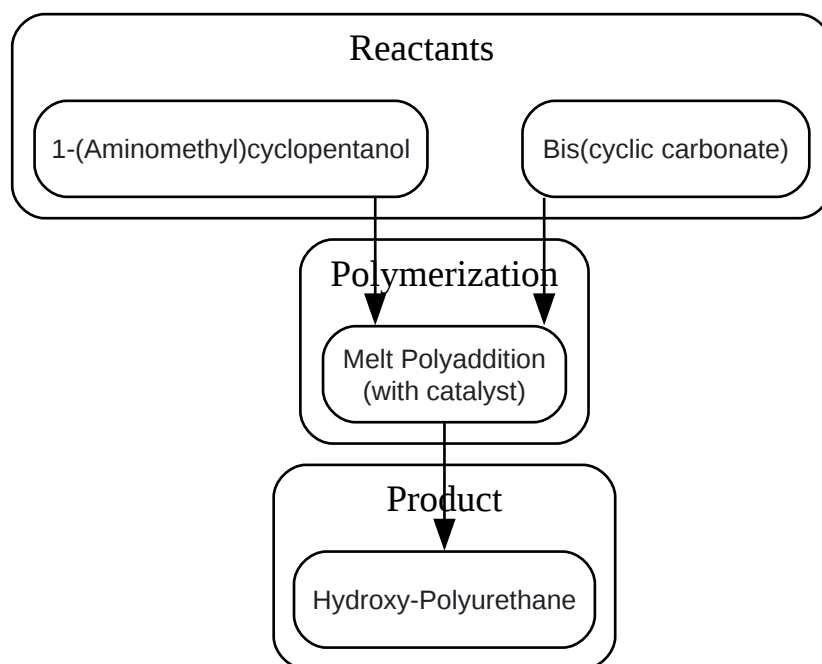 Reactants
1-(Aminomethyl)cyclopentanol
Bis(cyclic carbonate)
Polymerization
Melt Polyaddition
(with catalyst)
Product
Hydroxy-Polyurethane